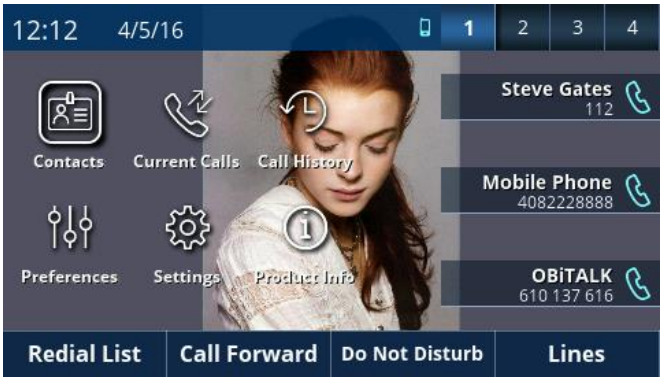 12:12 4/5/16 1 2 3 4
Steve Gates
112
Contacts Current Calls Call History
Mobile Phone
4082228888
Preferences Settings Product Info
OBiTALK
610 137 616
Redial List Call Forward Do Not Disturb Lines